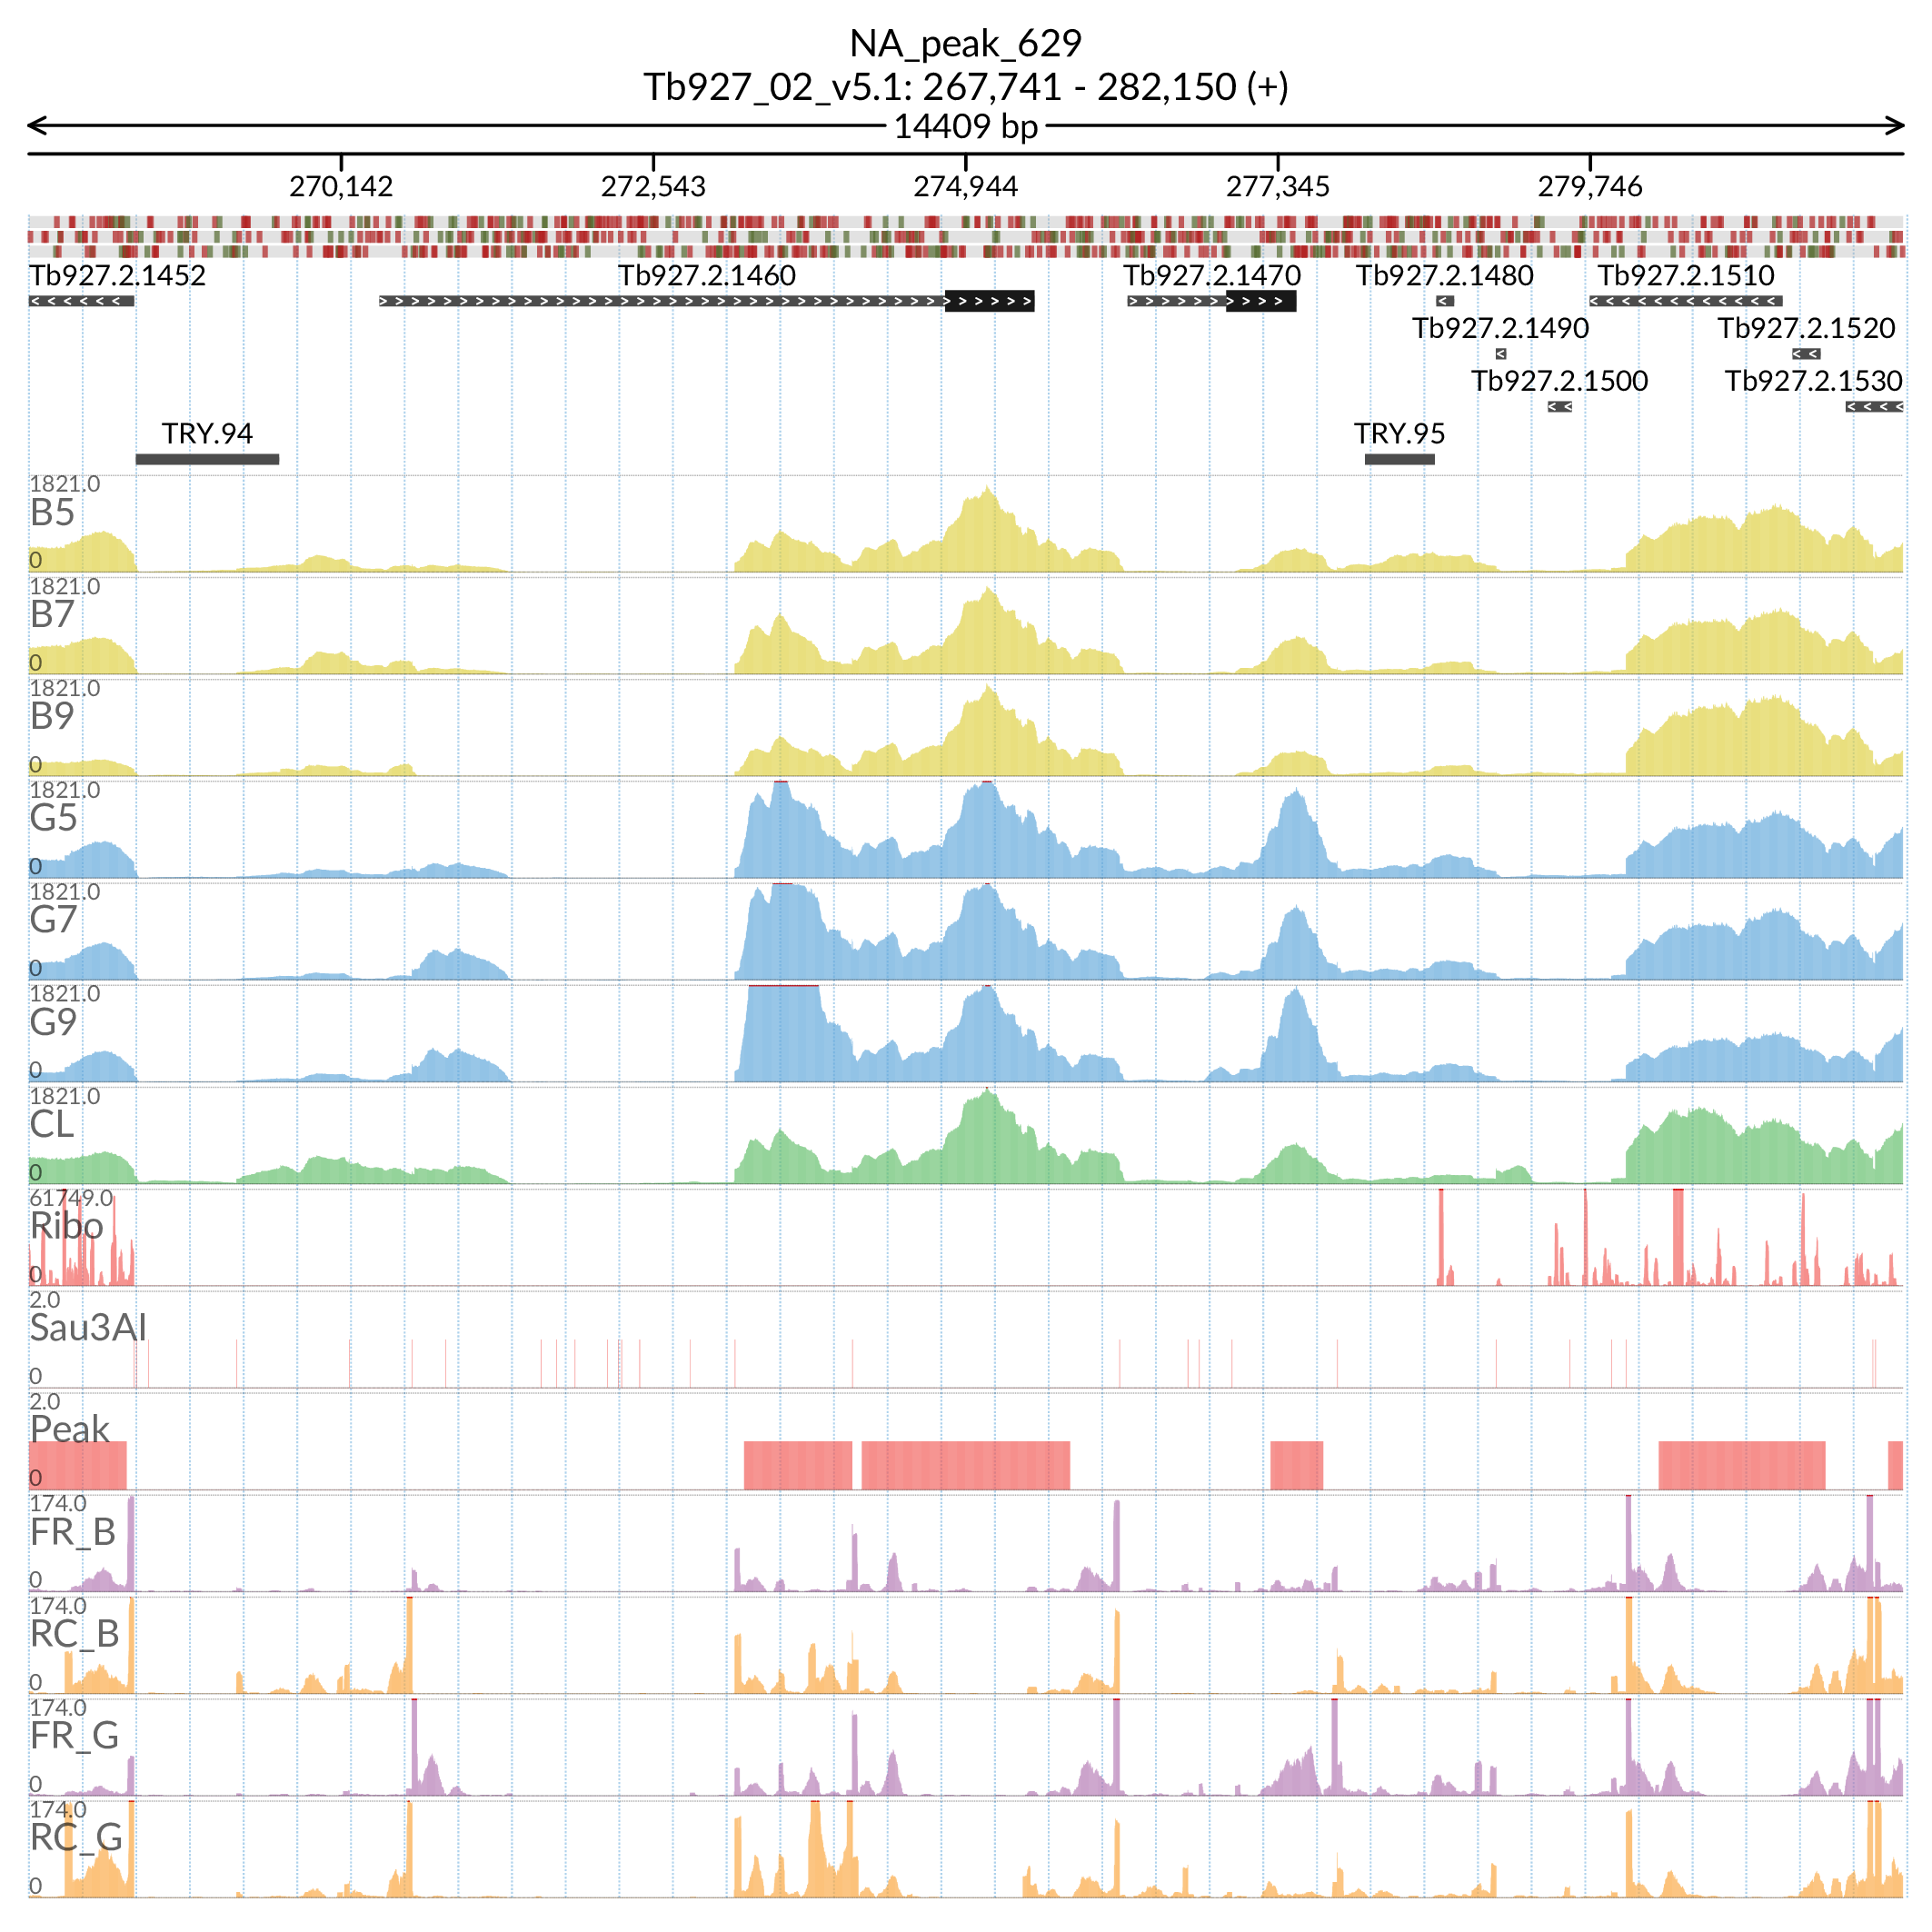 NA_peak_629
Tb927_02_v5.1: 267,741 - 282,150 (+)
14409 bp
270,142 272,543 274,944 277,345 279,746
Tb927.2.1452 Tb927.2.1460 Tb927.2.1470 Tb927.2.1480 Tb927.2.1510
Tb927.2.1490 Tb927.2.1520
Tb927.2.1500 Tb927.2.1530
TRY.94 TRY.95
1821.0
B5
0
1821.0
B7
0
1821.0
B9
0
1821.0
G5
0
1821.0
G7
0
1821.0
G9
0
1821.0
CL
0
61749.0
Ribo
0
2.0
Sau3AI
0
2.0
Peak
0
174.0
FR_B
0
174.0
RC_B
0
174.0
FR_G
0
174.0
RC_G
0